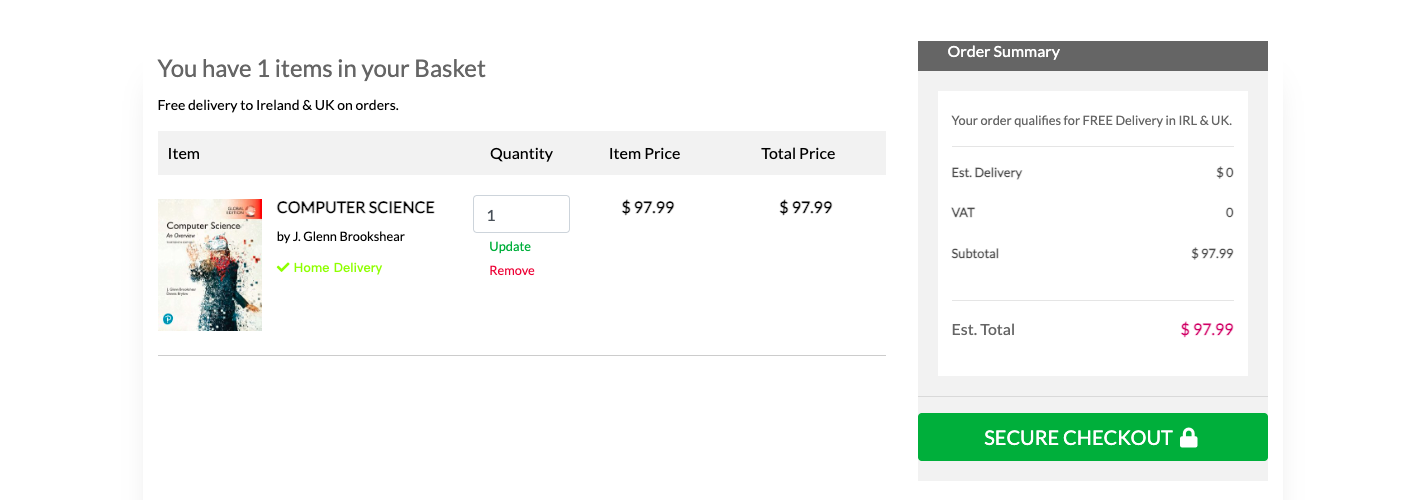 You have 1 items in your Basket
Free delivery to Ireland & UK on orders.
Item Quantity Item Price Total Price
GLOBAL EDITION
Computer Science
An Overview
J. Glenn Brookshear
Dennis Brylow
COMPUTER SCIENCE
by J. Glenn Brookshear
Home Delivery
1
Update
Remove
$ 97.99
$ 97.99
Order Summary
Your order qualifies for FREE Delivery in IRL & UK.
Est. Delivery $ 0
VAT 0
Subtotal $ 97.99
Est. Total $ 97.99
SECURE CHECKOUT